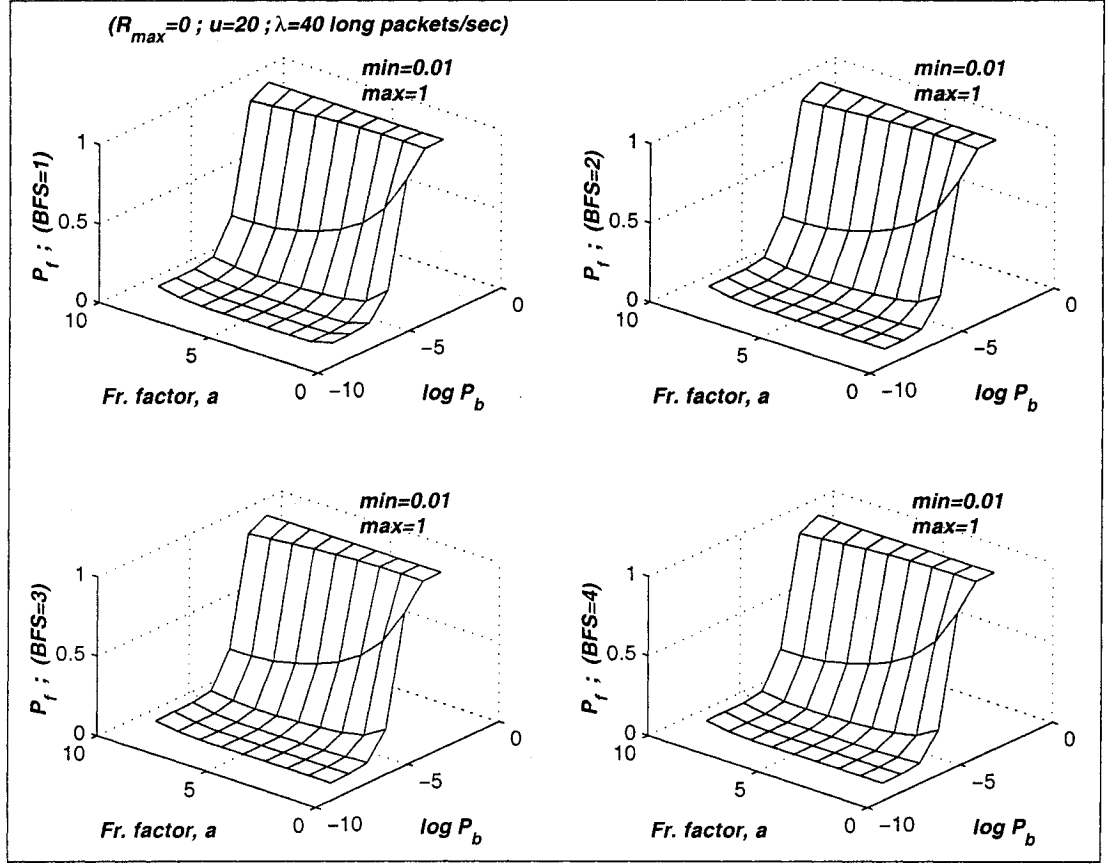 (R_max=0 ; u=20 ; λ=40 long packets/sec)
min=0.01
max=1
1
0.5
0
10
5
0
−10
−5
0
P_f ; (BFS=1)
Fr. factor, a
log P_b
min=0.01
max=1
1
0.5
0
10
5
0
−10
−5
0
P_f ; (BFS=2)
Fr. factor, a
log P_b
min=0.01
max=1
1
0.5
0
10
5
0
−10
−5
0
P_f ; (BFS=3)
Fr. factor, a
log P_b
min=0.01
max=1
1
0.5
0
10
5
0
−10
−5
0
P_f ; (BFS=4)
Fr. factor, a
log P_b